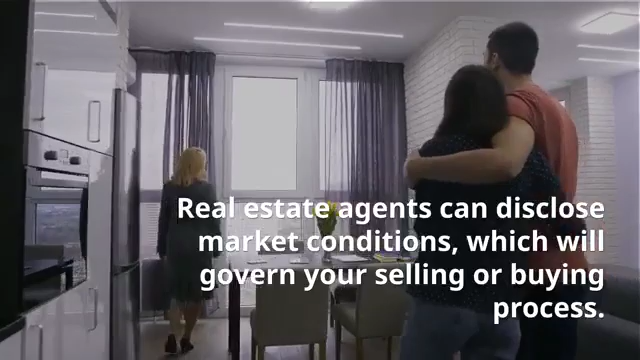 Real estate agents can disclose
market conditions, which will
govern your selling or buying
process.